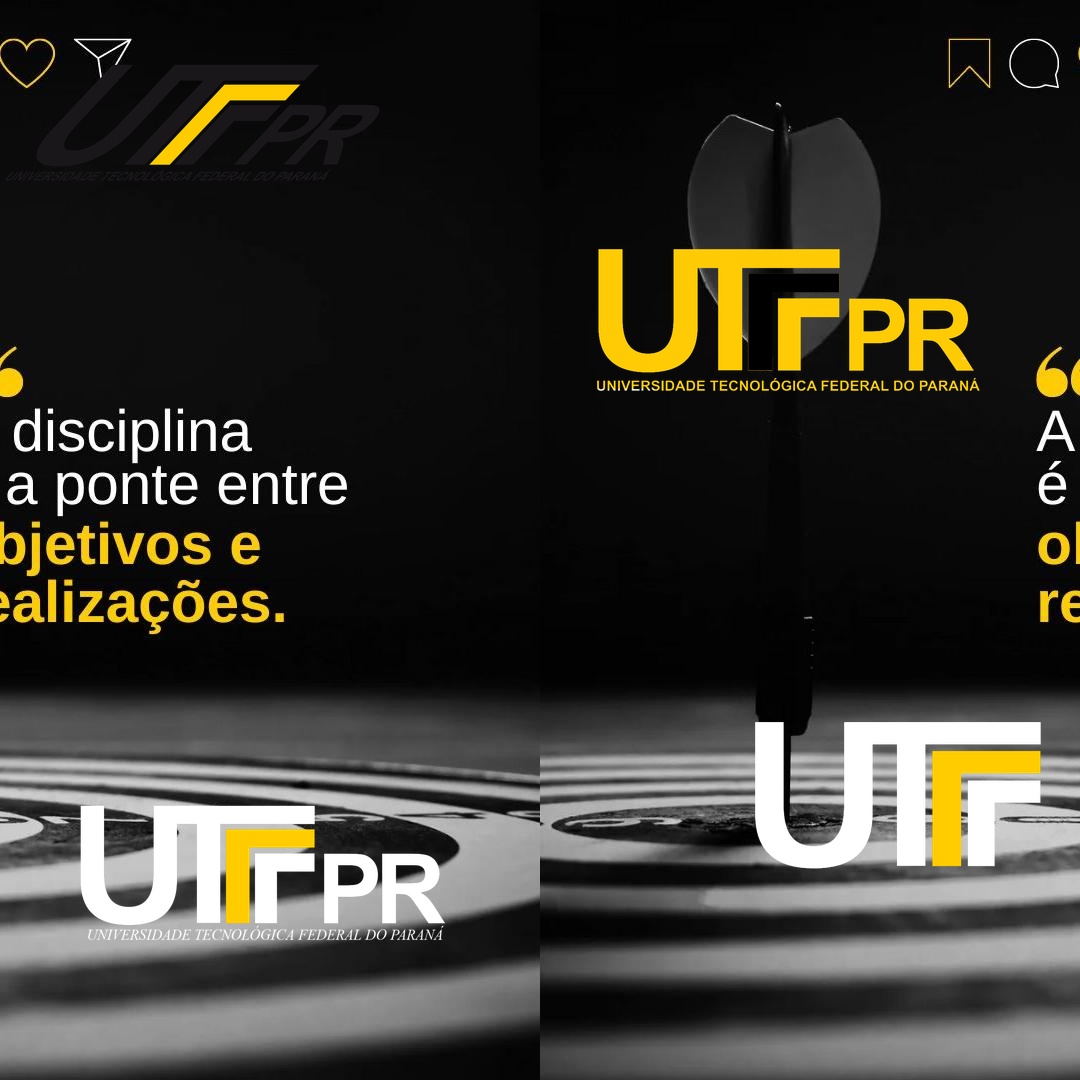 UTFPR
UNIVERSIDADE TECNOLÓGICA FEDERAL DO PARANÁ
disciplina
a ponte entre
bjetivos e
ealizações.
UTFPR
UNIVERSIDADE TECNOLÓGICA FEDERAL DO PARANÁ
UTFPR
UNIVERSIDADE TECNOLÓGICA FEDERAL DO PARANÁ
“
A
é
ob
re
UTF